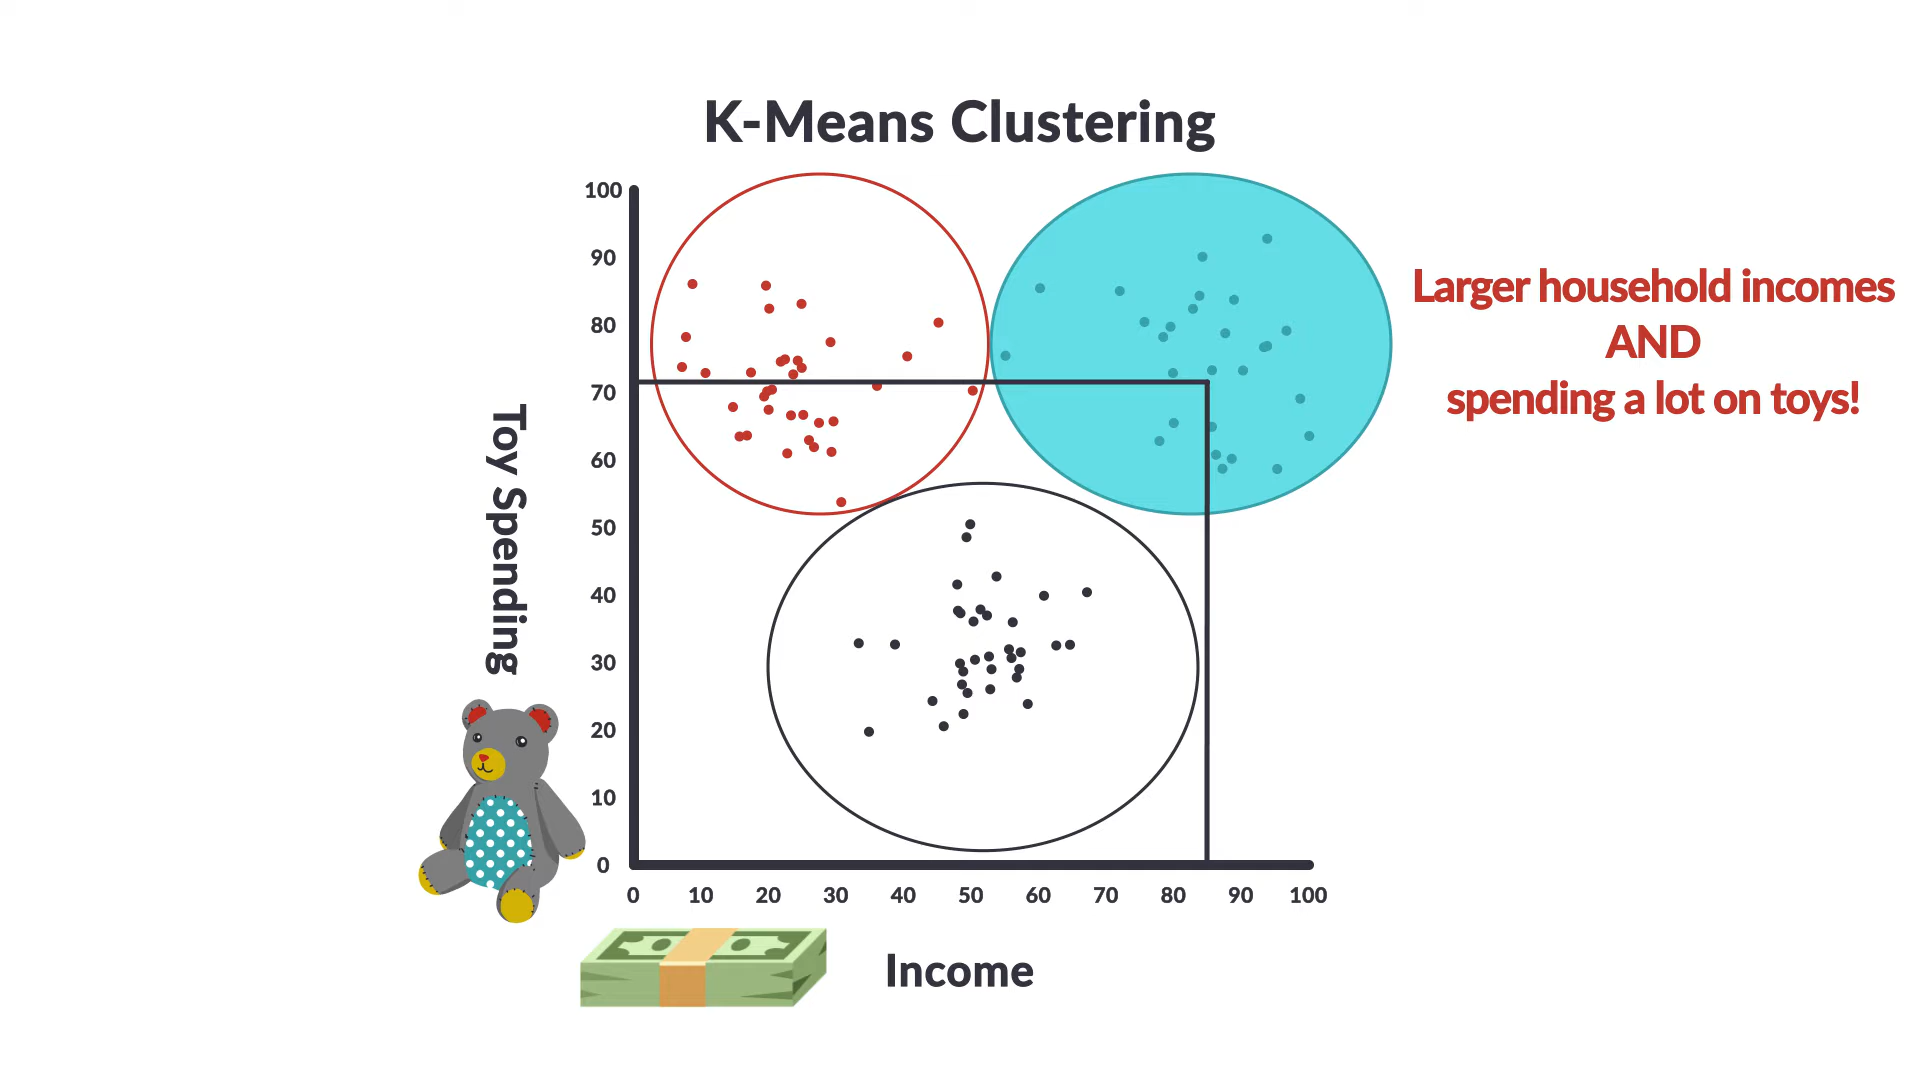 K-Means Clustering
100
90
80
70
60
50
40
30
20
10
0
0 10 20 30 40 50 60 70 80 90 100
Toy Spending
Income
Larger household incomes
AND
spending a lot on toys!